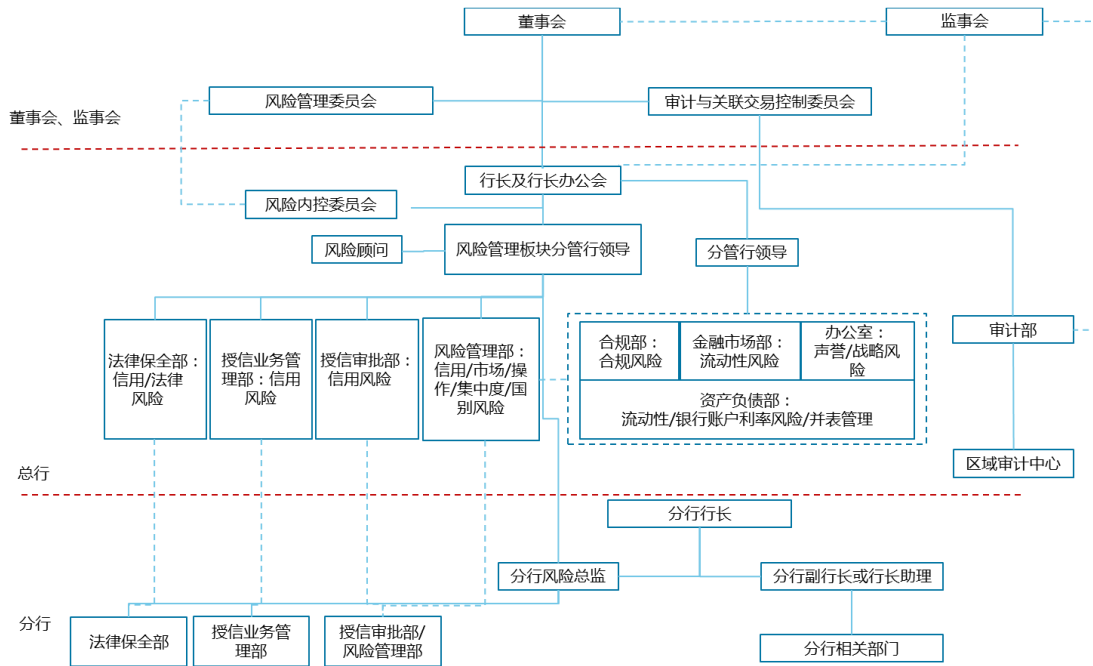 董事会
监事会
风险管理委员会
审计与关联交易控制委员会
董事会、监事会
行长及行长办公会
风险内控委员会
风险顾问
风险管理板块分管行领导
分管行领导
法律保全部：
信用/法律
风险
授信业务管
理部：信用
风险
授信审批部：
信用风险
风险管理部：
信用/市场/操
作/集中度/国
别风险
合规部：
合规风险
金融市场部：
流动性风险
办公室：
声誉/战略风
险
资产负债部：
流动性/银行账户利率风险/并表管理
审计部
区域审计中心
总行
分行行长
分行风险总监
分行副行长或行长助理
分行
法律保全部
授信业务管
理部
授信审批部/
风险管理部
分行相关部门